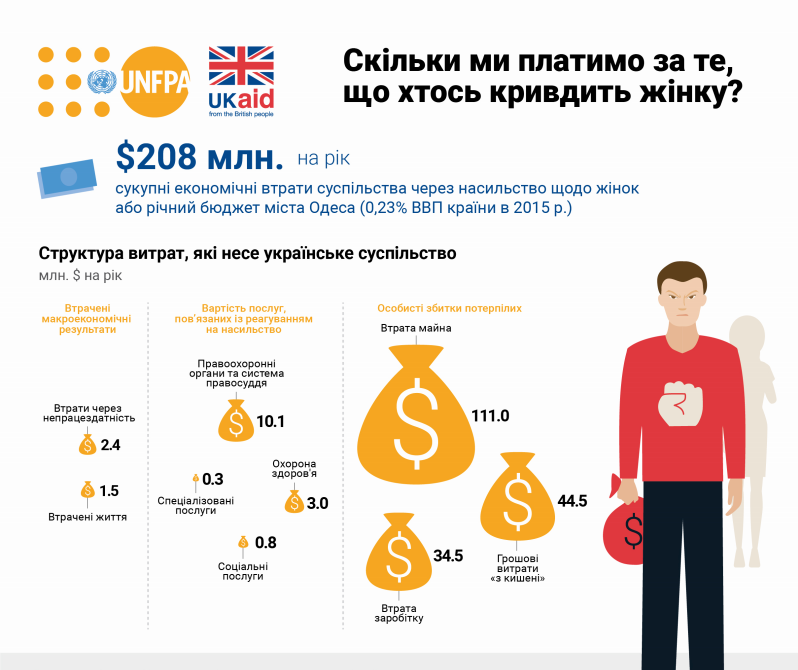 UNFPA
UKaid
from the British people
Скільки ми платимо за те,
що хтось кривдить жінку?
$208 млн. на рік
сукупні економічні втрати суспільства через насильство щодо жінок
або річний бюджет міста Одеса (0,23% ВВП країни в 2015 р.)
Структура витрат, які несе українське суспільство
млн. $ на рік
Втрачені
макроекономічні
результати
Втрати через
непрацездатність
2.4
1.5
Втрачені життя
Вартість послуг,
пов'язаних із реагуванням
на насильство
Правоохоронні
органи та система
правосуддя
$
10.1
0.3
Спеціалізовані
послуги
Охорона
здоров'я
$
3.0
0.8
Соціальні
послуги
Особисті збитки потерпілих
Втрата майна
$
111.0
$
44.5
Грошові
витрати
«з кишені»
$
34.5
Втрата
заробітку
$